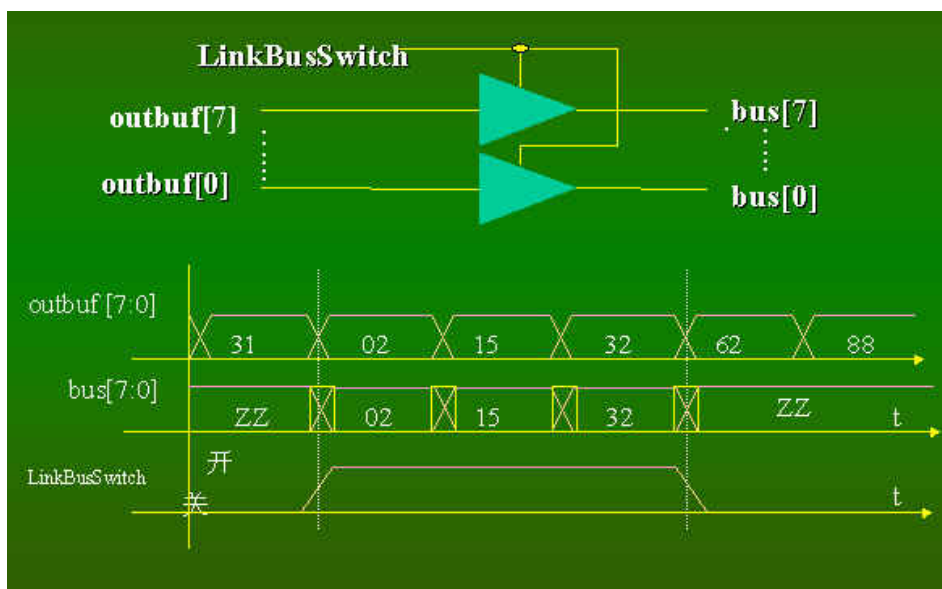 LinkBusSwitch
outbuf[7]
bus[7]
outbuf[0]
bus[0]
outbuf [7:0]
31 02 15 32 62 88
bus[7:0]
ZZ 02 15 32 ZZ t
开
LinkBusSwitch
关
t